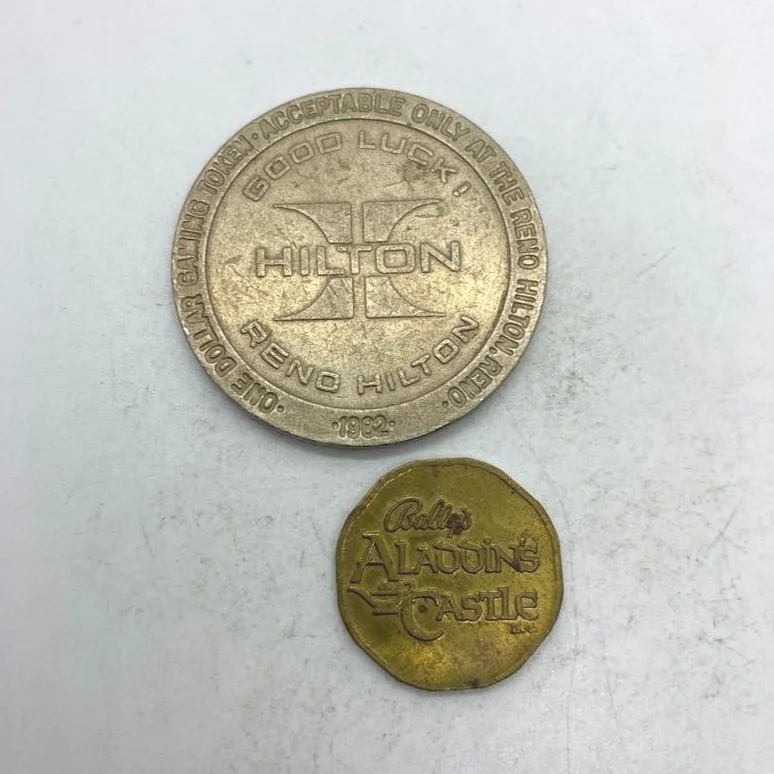 ·ONE DOLLAR GAMING TOKEN·ACCEPTABLE ONLY AT THE RENO HILTON, RENO·
GOOD LUCK!
HILTON
RENO HILTON
·1982·
Bally's
ALADDIN'S
CASTLE